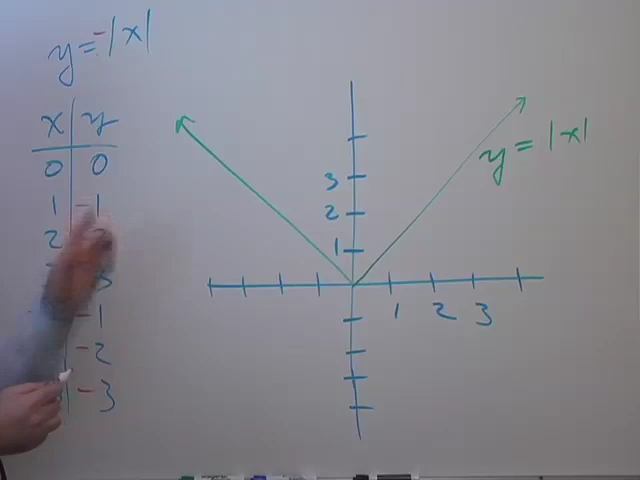 y = -|x|
x y
0 0
1 -1
2
-1
-2
-3
y = |x|
3
2
1
1 2 3